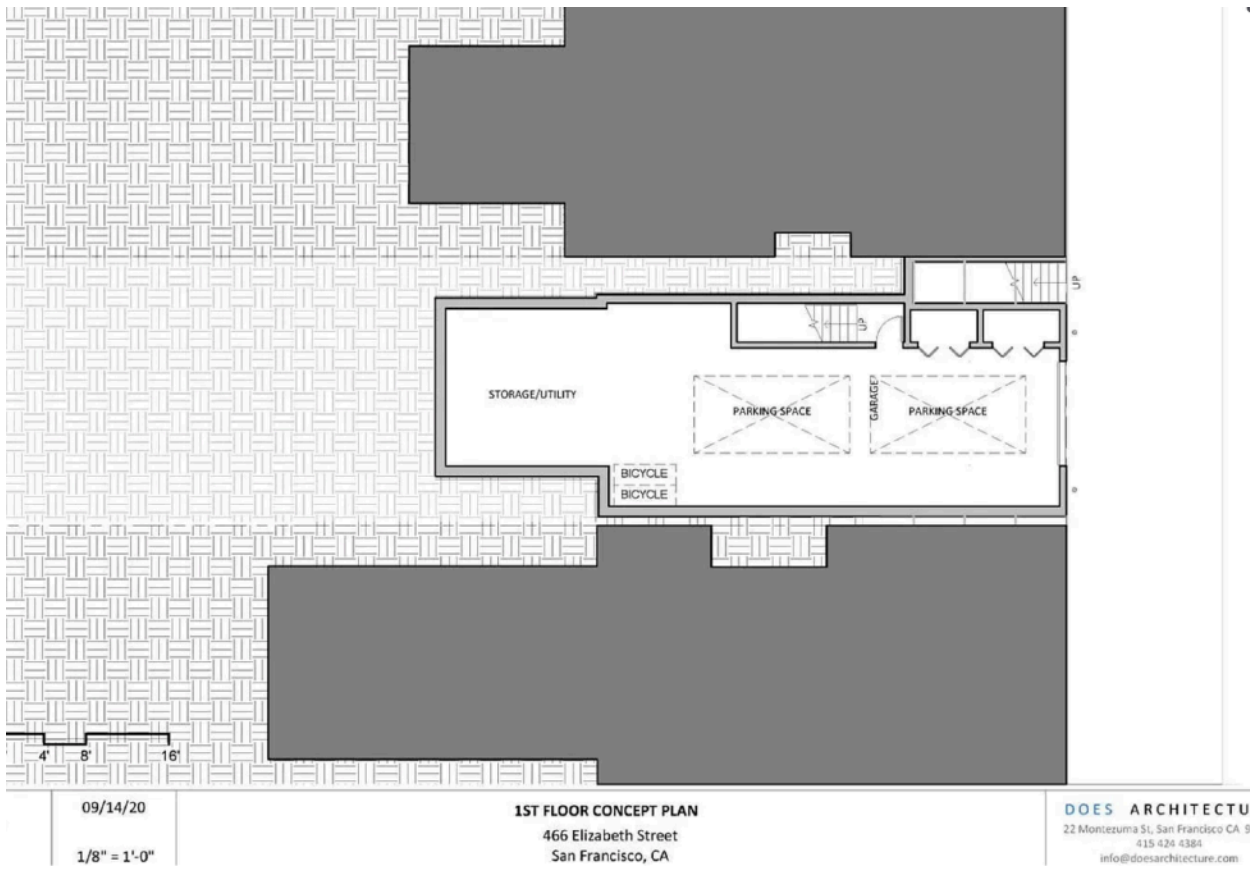 UP
UP
STORAGE/UTILITY
PARKING SPACE
GARAGE
PARKING SPACE
BICYCLE
BICYCLE
4'
8'
16'
09/14/20
1/8" = 1'-0"
1ST FLOOR CONCEPT PLAN
466 Elizabeth Street
San Francisco, CA
DOES ARCHITECTU
22 Montezuma St, San Francisco CA 9
415 424 4384
info@doesarchitecture.com